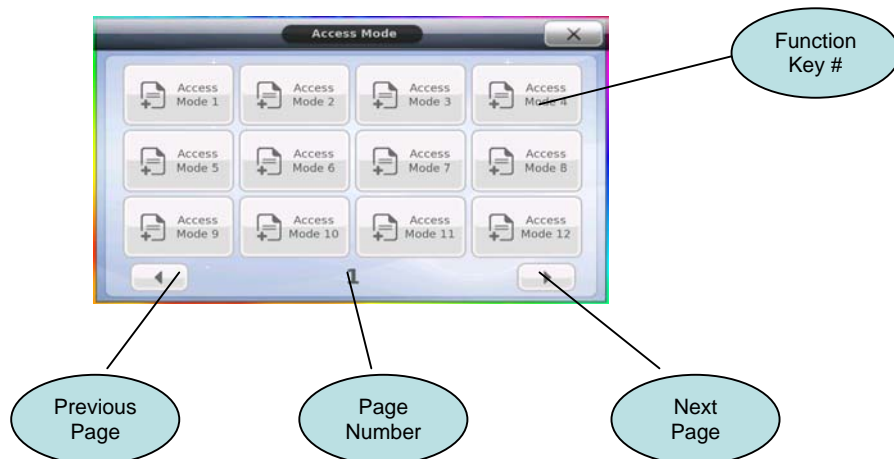 Access Mode
Function
Key #
Access
Mode 1
Access
Mode 2
Access
Mode 3
Access
Mode 4
Access
Mode 5
Access
Mode 6
Access
Mode 7
Access
Mode 8
Access
Mode 9
Access
Mode 10
Access
Mode 11
Access
Mode 12
1
Previous
Page
Page
Number
Next
Page